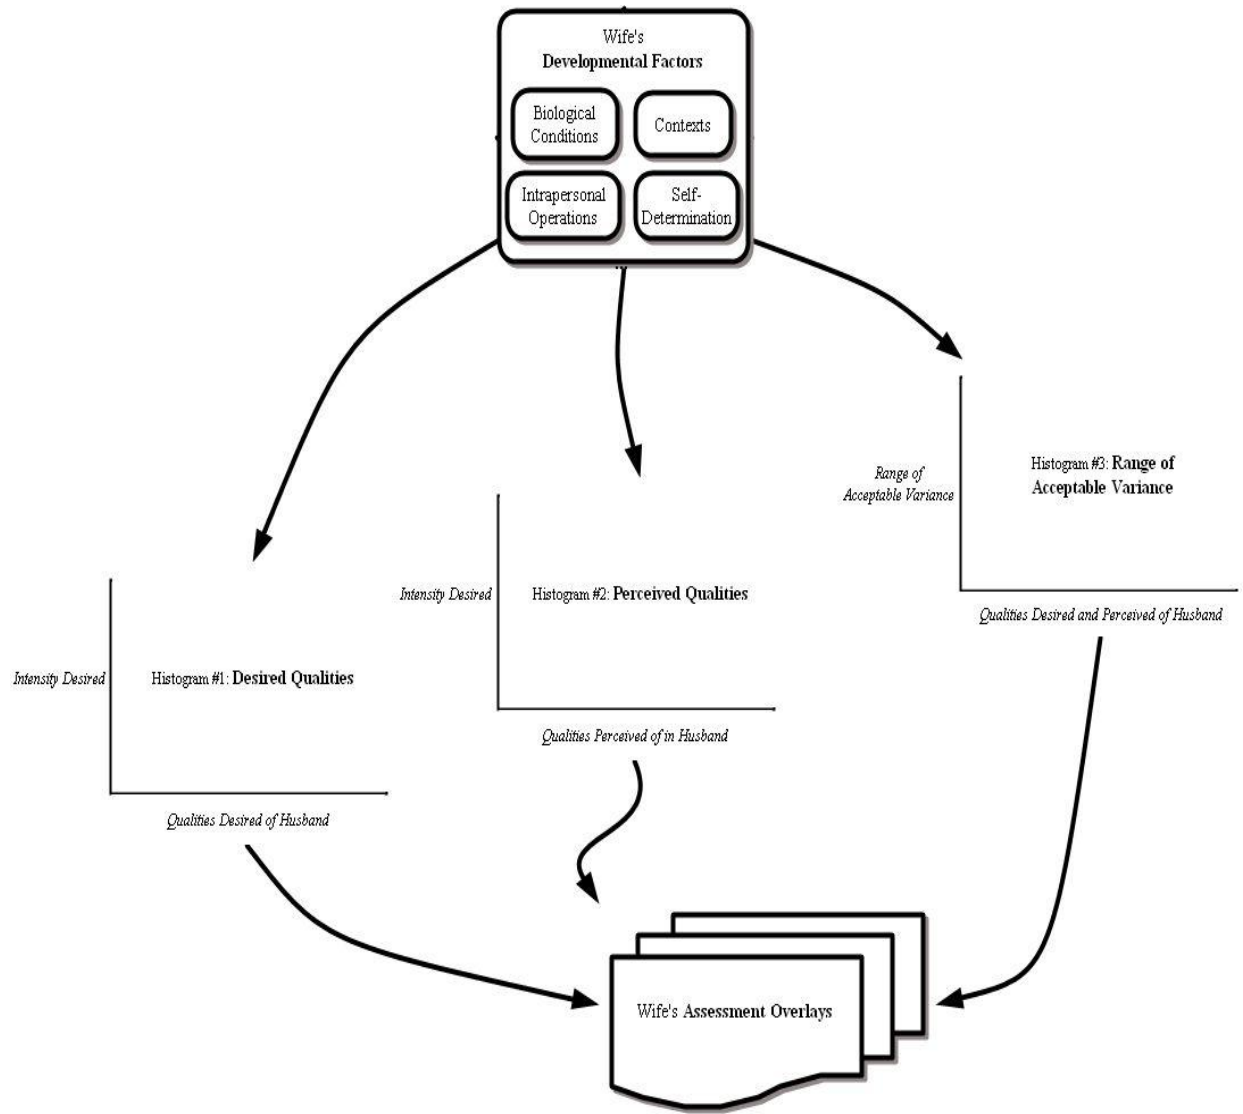 Wife's
Developmental Factors
Biological
Conditions
Contexts
Intrapersonal
Operations
Self-
Determination
Range of
Acceptable Variance
Histogram #3: Range of
Acceptable Variance
Qualities Desired and Perceived of Husband
Intensity Desired
Histogram #2: Perceived Qualities
Qualities Perceived of in Husband
Intensity Desired
Histogram #1: Desired Qualities
Qualities Desired of Husband
Wife's Assessment Overlays